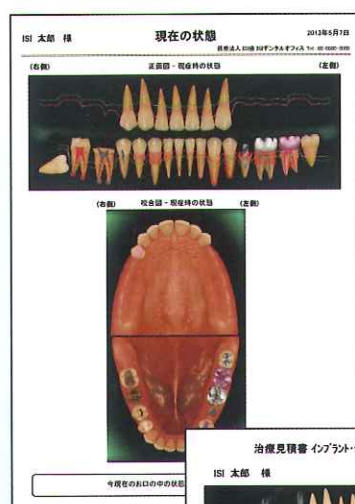 ISI 太郎 様
現在の状態
2013年5月7日
(右側)
正面図・現症時の状態
(左側)
(右側)
咬合図・現症時の状態
(左側)
今現在のお口の中の状態
治療見積書 インプラント・
ISI 太郎 様